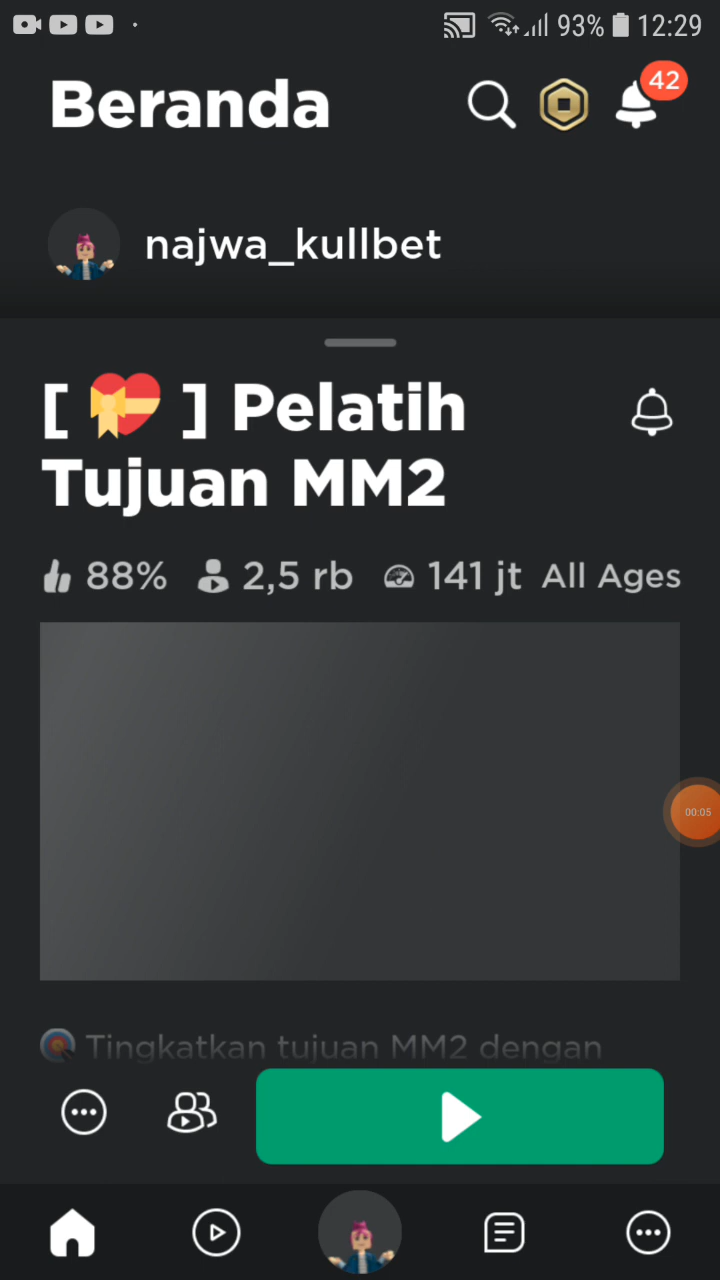 93% 12:29
Beranda
42
najwa_kullbet
[ 💝 ] Pelatih
Tujuan MM2
88% 2,5 rb 141 jt All Ages
00:05
🎯 Tingkatkan tujuan MM2 dengan